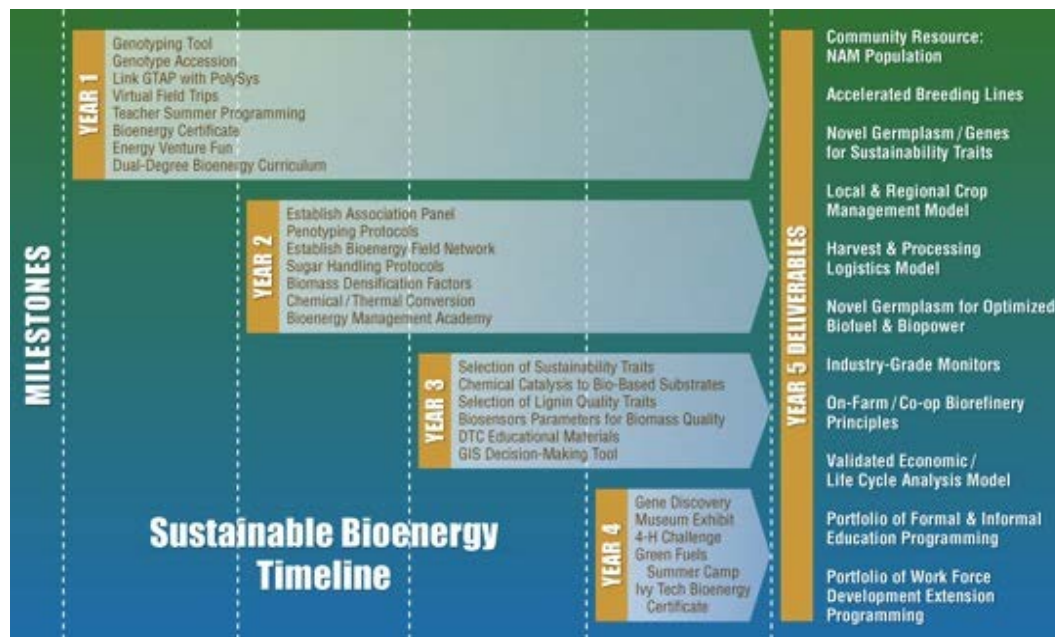 MILESTONES
YEAR 1
Genotyping Tool
Genotype Accession
Link GTAP with PolySys
Virtual Field Trips
Teacher Summer Programming
Bioenergy Certificate
Energy Venture Fun
Dual-Degree Bioenergy Curriculum
YEAR 2
Establish Association Panel
Penotyping Protocols
Establish Bioenergy Field Network
Sugar Handling Protocols
Biomass Densification Factors
Chemical / Thermal Conversion
Bioenergy Management Academy
YEAR 3
Selection of Sustainability Traits
Chemical Catalysis to Bio-Based Substrates
Selection of Lignin Quality Traits
Biosensors Parameters for Biomass Quality
DTC Educational Materials
GIS Decision-Making Tool
YEAR 4
Gene Discovery
Museum Exhibit
4-H Challenge
Green Fuels
Summer Camp
Ivy Tech Bioenergy
Certificate
YEAR 5 DELIVERABLES
Community Resource:
NAM Population
Accelerated Breeding Lines
Novel Germplasm / Genes
for Sustainability Traits
Local & Regional Crop
Management Model
Harvest & Processing
Logistics Model
Novel Germplasm for Optimized
Biofuel & Biopower
Industry-Grade Monitors
On-Farm / Co-op Biorefinery
Principles
Validated Economic /
Life Cycle Analysis Model
Portfolio of Formal & Informal
Education Programming
Portfolio of Work Force
Development Extension
Programming
Sustainable Bioenergy
Timeline